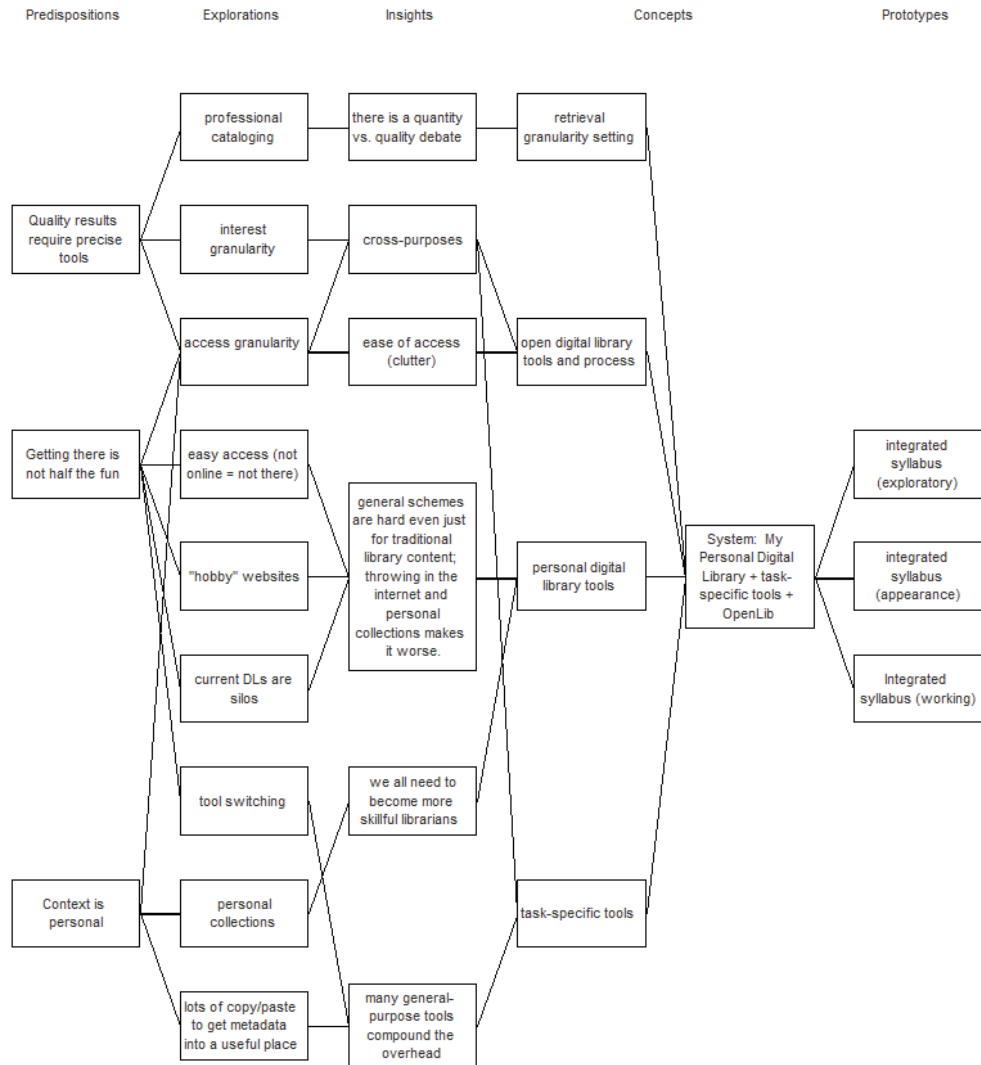 Predispositions
Explorations
Insights
Concepts
Prototypes
professional
cataloging
there is a quantity
vs. quality debate
retrieval
granularity setting
Quality results
require precise
tools
interest
granularity
cross-purposes
access granularity
ease of access
(clutter)
open digital library
tools and process
Getting there is
not half the fun
easy access (not
online = not there)
general schemes
are hard even just
for traditional
library content;
throwing in the
internet and
personal
collections makes
it worse.
integrated
syllabus
(exploratory)
"hobby" websites
personal digital
library tools
System: My
Personal Digital
Library + task-
specific tools +
OpenLib
integrated
syllabus
(appearance)
current DLs are
silos
Integrated
syllabus (working)
tool switching
we all need to
become more
skillful librarians
Context is
personal
personal
collections
task-specific tools
lots of copy/paste
to get metadata
into a useful place
many general-
purpose tools
compound the
overhead